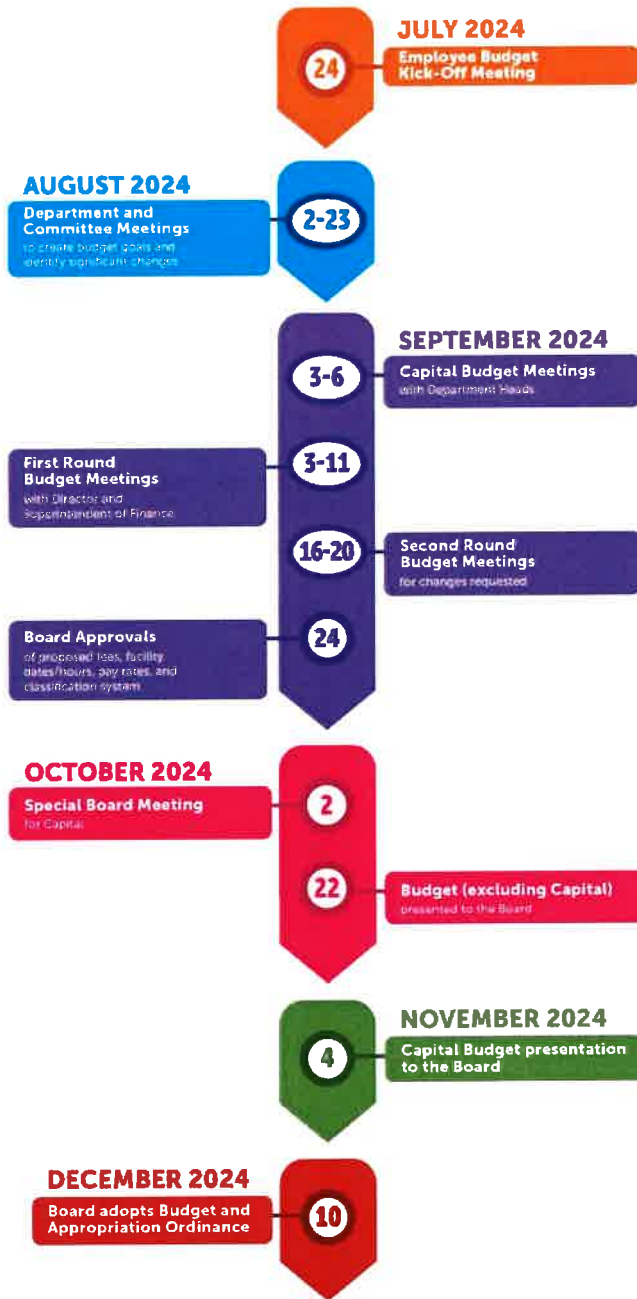 JULY 2024
24
Employee Budget
Kick-Off Meeting
AUGUST 2024
Department and
Committee Meetings
to create budget goals and
identify significant changes
2-23
SEPTEMBER 2024
3-6
Capital Budget Meetings
with Department Heads
First Round
Budget Meetings
with Director and
Superintendent of Finance
3-11
16-20
Second Round
Budget Meetings
for changes requested
Board Approvals
of proposed fees, facility
dates/hours, pay rates, and
classification system
24
OCTOBER 2024
Special Board Meeting
for Capital
2
22
Budget (excluding Capital)
presented to the Board
NOVEMBER 2024
4
Capital Budget presentation
to the Board
DECEMBER 2024
Board adopts Budget and
Appropriation Ordinance
10